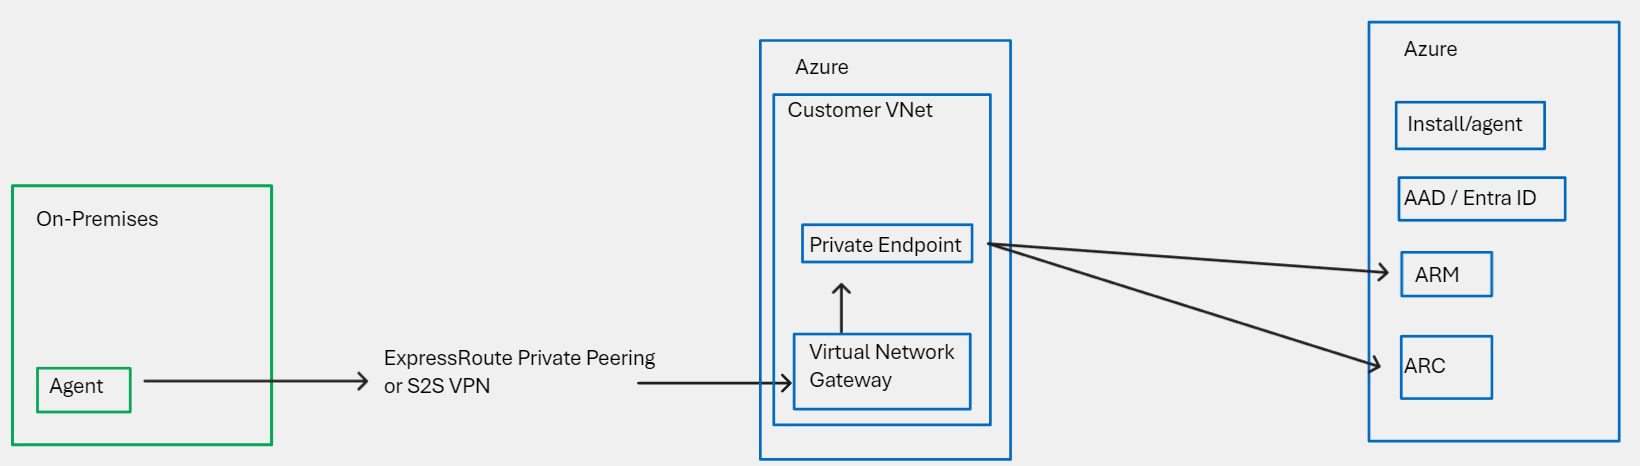 On-Premises
Agent
ExpressRoute Private Peering
or S2S VPN
Azure
Customer VNet
Private Endpoint
Virtual Network
Gateway
Azure
Install/agent
AAD / Entra ID
ARM
ARC